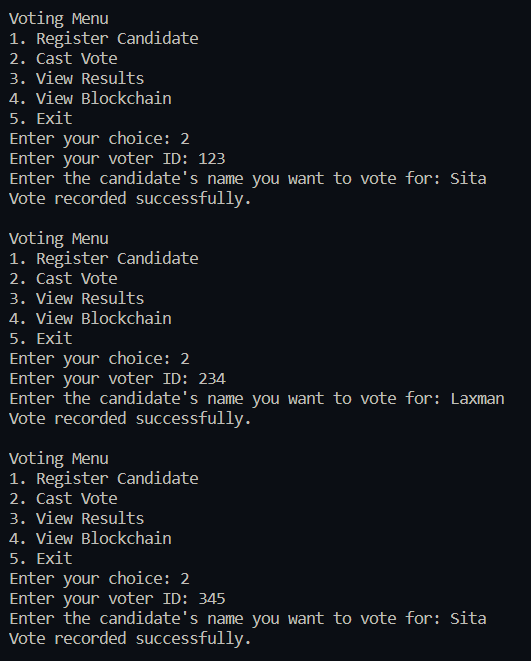 Voting Menu
1. Register Candidate
2. Cast Vote
3. View Results
4. View Blockchain
5. Exit
Enter your choice: 2
Enter your voter ID: 123
Enter the candidate's name you want to vote for: Sita
Vote recorded successfully.
Voting Menu
1. Register Candidate
2. Cast Vote
3. View Results
4. View Blockchain
5. Exit
Enter your choice: 2
Enter your voter ID: 234
Enter the candidate's name you want to vote for: Laxman
Vote recorded successfully.
Voting Menu
1. Register Candidate
2. Cast Vote
3. View Results
4. View Blockchain
5. Exit
Enter your choice: 2
Enter your voter ID: 345
Enter the candidate's name you want to vote for: Sita
Vote recorded successfully.